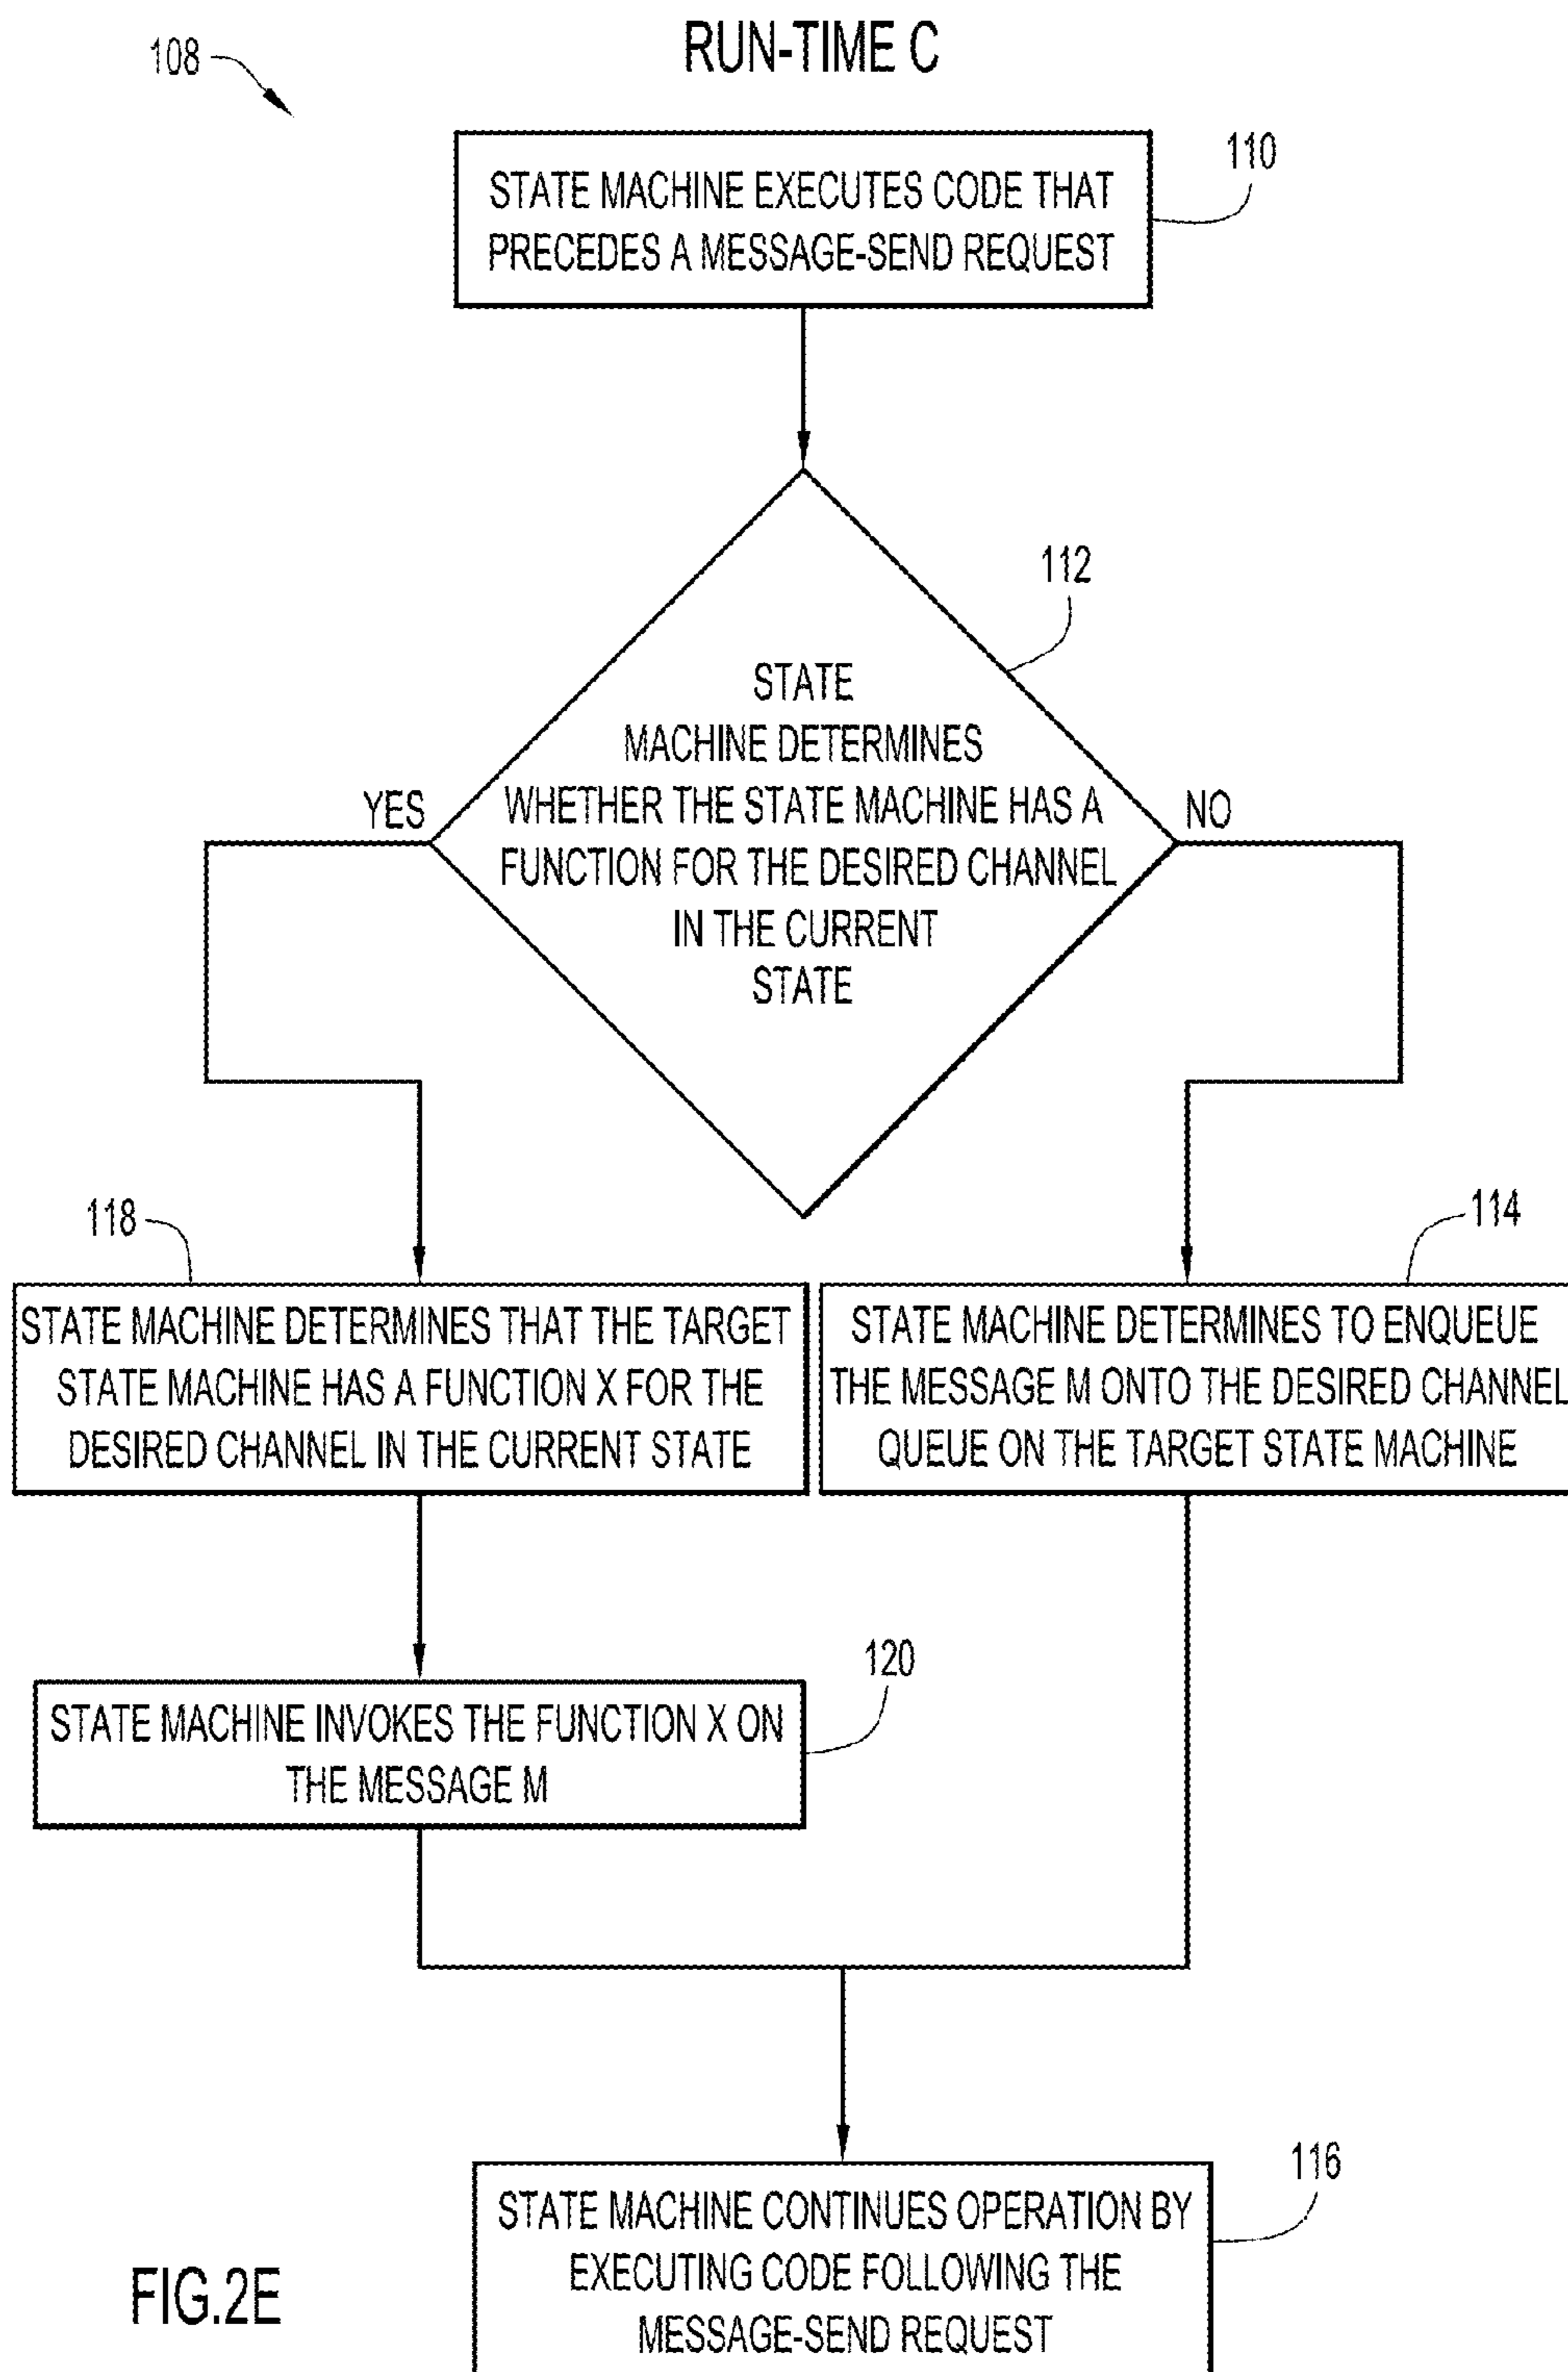 RUN-TIME C
108
110
STATE MACHINE EXECUTES CODE THAT
PRECEDES A MESSAGE-SEND REQUEST
112
STATE
MACHINE DETERMINES
WHETHER THE STATE MACHINE HAS A
FUNCTION FOR THE DESIRED CHANNEL
IN THE CURRENT
STATE
YES
NO
118
STATE MACHINE DETERMINES THAT THE TARGET
STATE MACHINE HAS A FUNCTION X FOR THE
DESIRED CHANNEL IN THE CURRENT STATE
114
STATE MACHINE DETERMINES TO ENQUEUE
THE MESSAGE M ONTO THE DESIRED CHANNEL
QUEUE ON THE TARGET STATE MACHINE
120
STATE MACHINE INVOKES THE FUNCTION X ON
THE MESSAGE M
116
STATE MACHINE CONTINUES OPERATION BY
EXECUTING CODE FOLLOWING THE
MESSAGE-SEND REQUEST
FIG.2E